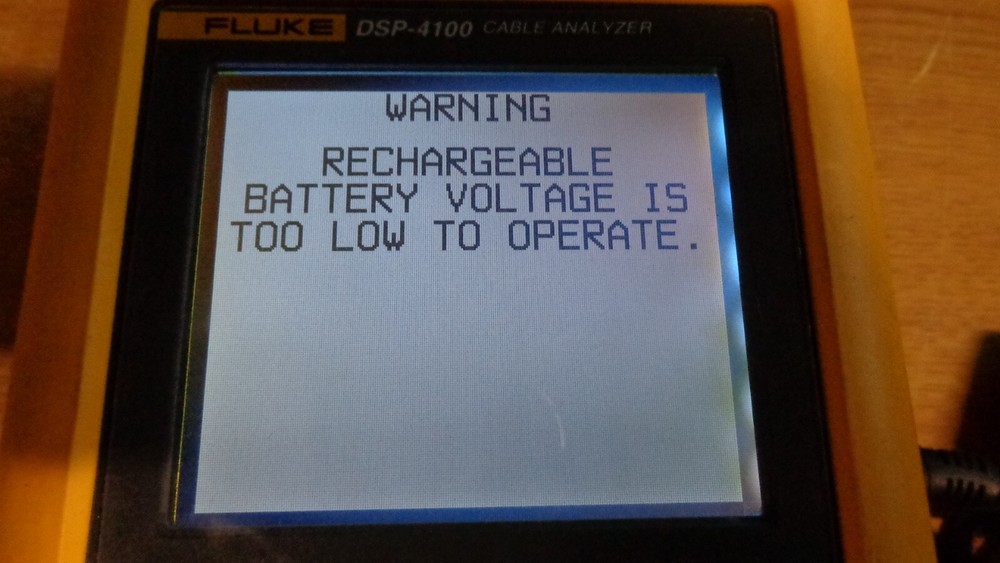 FLUKE DSP-4100 CABLE ANALYZER
WARNING
RECHARGEABLE
BATTERY VOLTAGE IS
TOO LOW TO OPERATE.